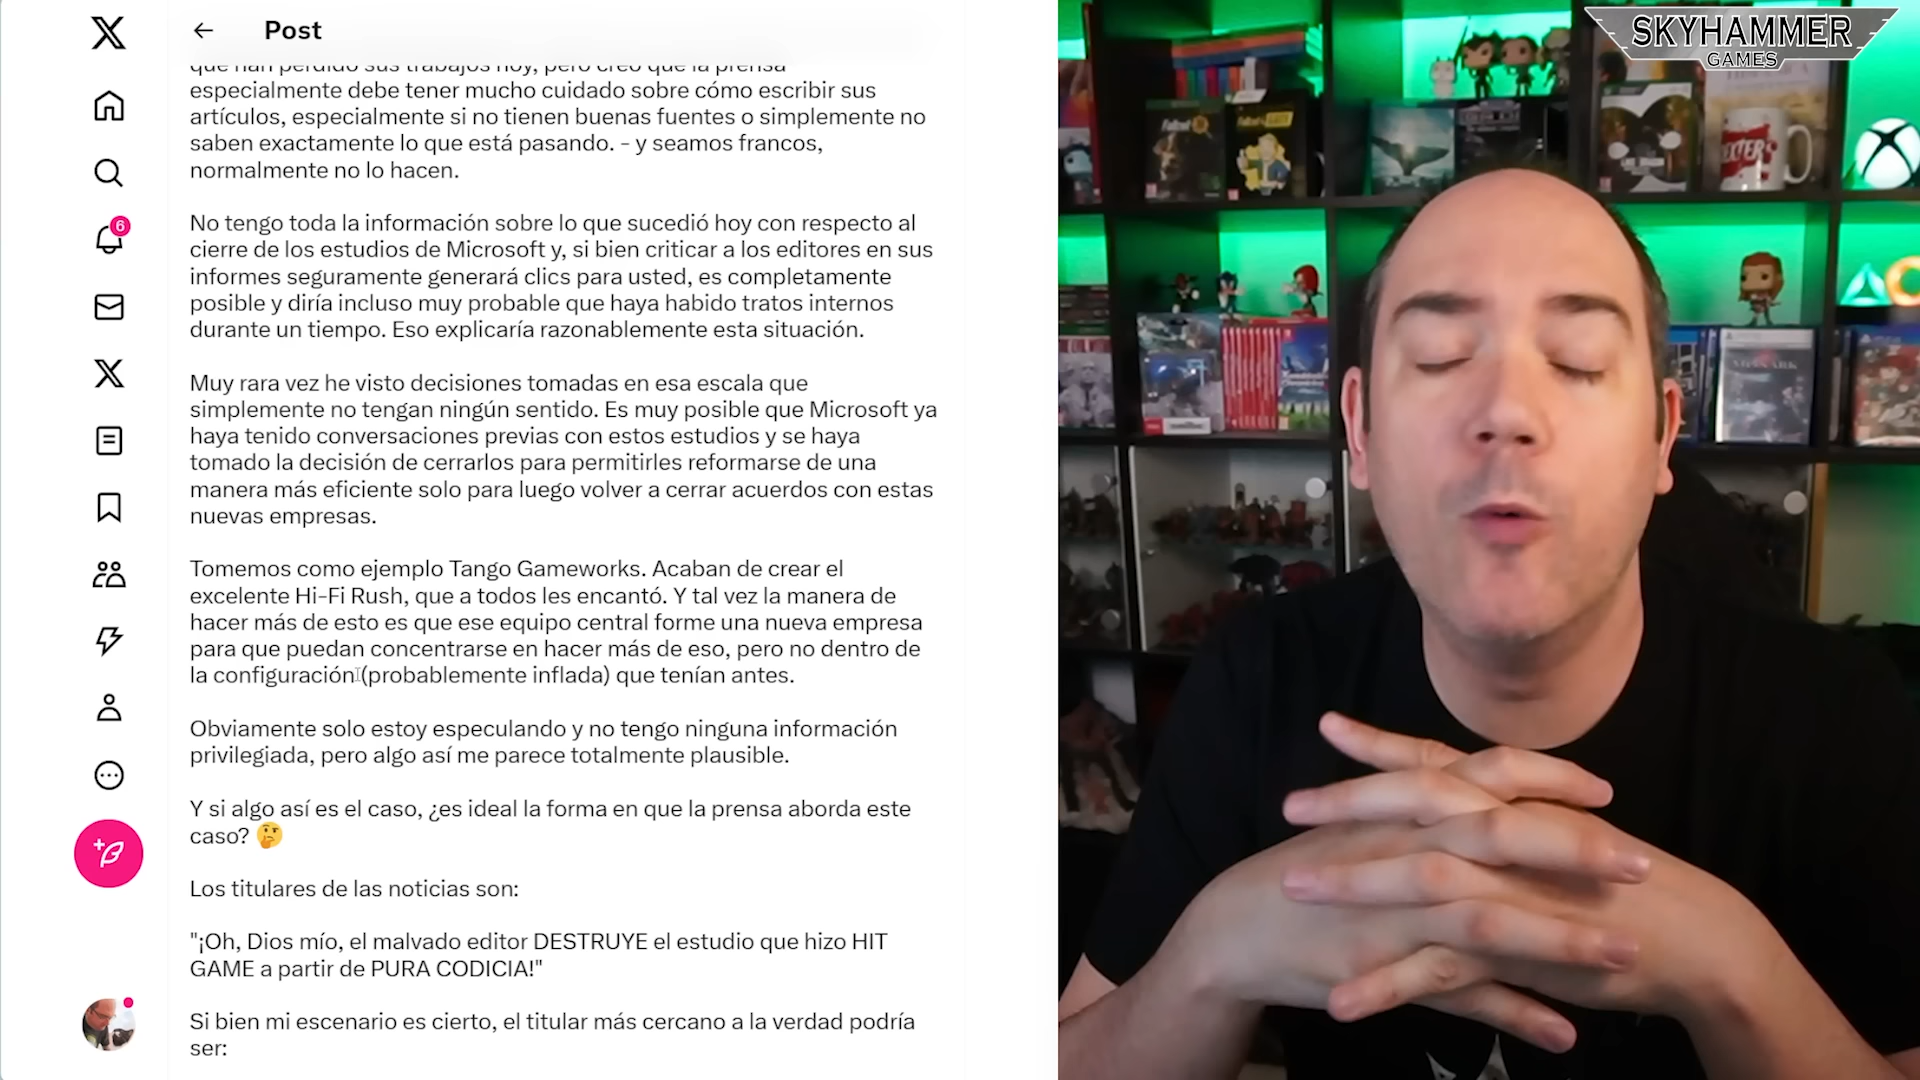 Post
que han perdido sus trabajos hoy, pero creo que la prensa
especialmente debe tener mucho cuidado sobre cómo escribir sus
artículos, especialmente si no tienen buenas fuentes o simplemente no
saben exactamente lo que está pasando. - y seamos francos,
normalmente no lo hacen.
No tengo toda la información sobre lo que sucedió hoy con respecto al
cierre de los estudios de Microsoft y, si bien criticar a los editores en sus
informes seguramente generará clics para usted, es completamente
posible y diría incluso muy probable que haya habido tratos internos
durante un tiempo. Eso explicaría razonablemente esta situación.
Muy rara vez he visto decisiones tomadas en esa escala que
simplemente no tengan ningún sentido. Es muy posible que Microsoft ya
haya tenido conversaciones previas con estos estudios y se haya
tomado la decisión de cerrarlos para permitirles reformarse de una
manera más eficiente solo para luego volver a cerrar acuerdos con estas
nuevas empresas.
Tomemos como ejemplo Tango Gameworks. Acaban de crear el
excelente Hi-Fi Rush, que a todos les encantó. Y tal vez la manera de
hacer más de esto es que ese equipo central forme una nueva empresa
para que puedan concentrarse en hacer más de eso, pero no dentro de
la configuración (probablemente inflada) que tenían antes.
Obviamente solo estoy especulando y no tengo ninguna información
privilegiada, pero algo así me parece totalmente plausible.
Y si algo así es el caso, ¿es ideal la forma en que la prensa aborda este
caso? 🤔
Los titulares de las noticias son:
"¡Oh, Dios mío, el malvado editor DESTRUYE el estudio que hizo HIT
GAME a partir de PURA CODICIA!"
Si bien mi escenario es cierto, el titular más cercano a la verdad podría
ser:
6
SKYHAMMER
GAMES
Fallout